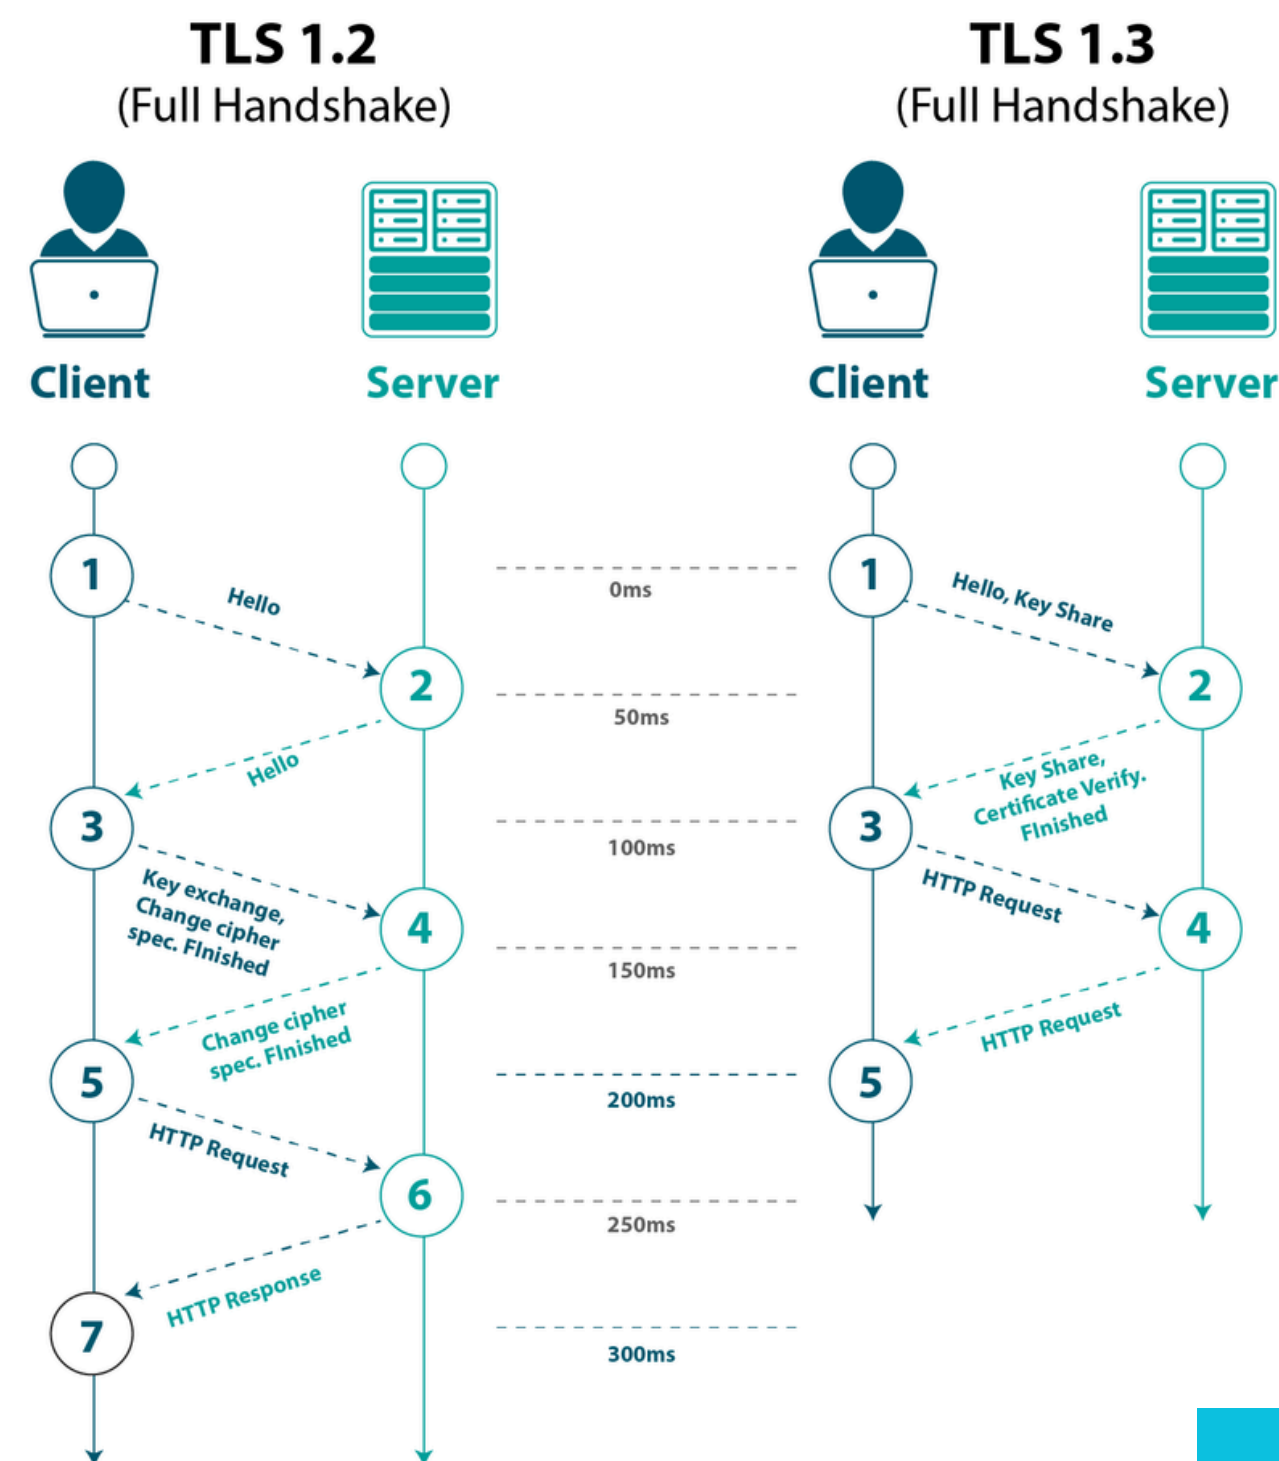 TLS 1.2
(Full Handshake)
Client
Server
1
Hello
2
Hello
3
Key exchange,
Change cipher
spec. FInished
4
Change cipher
spec. FInished
5
HTTP Request
6
HTTP Response
7
0ms
50ms
100ms
150ms
200ms
250ms
300ms
TLS 1.3
(Full Handshake)
Client
Server
1
Hello, Key Share
2
Key Share,
Certificate Verify.
FInished
3
HTTP Request
4
HTTP Request
5